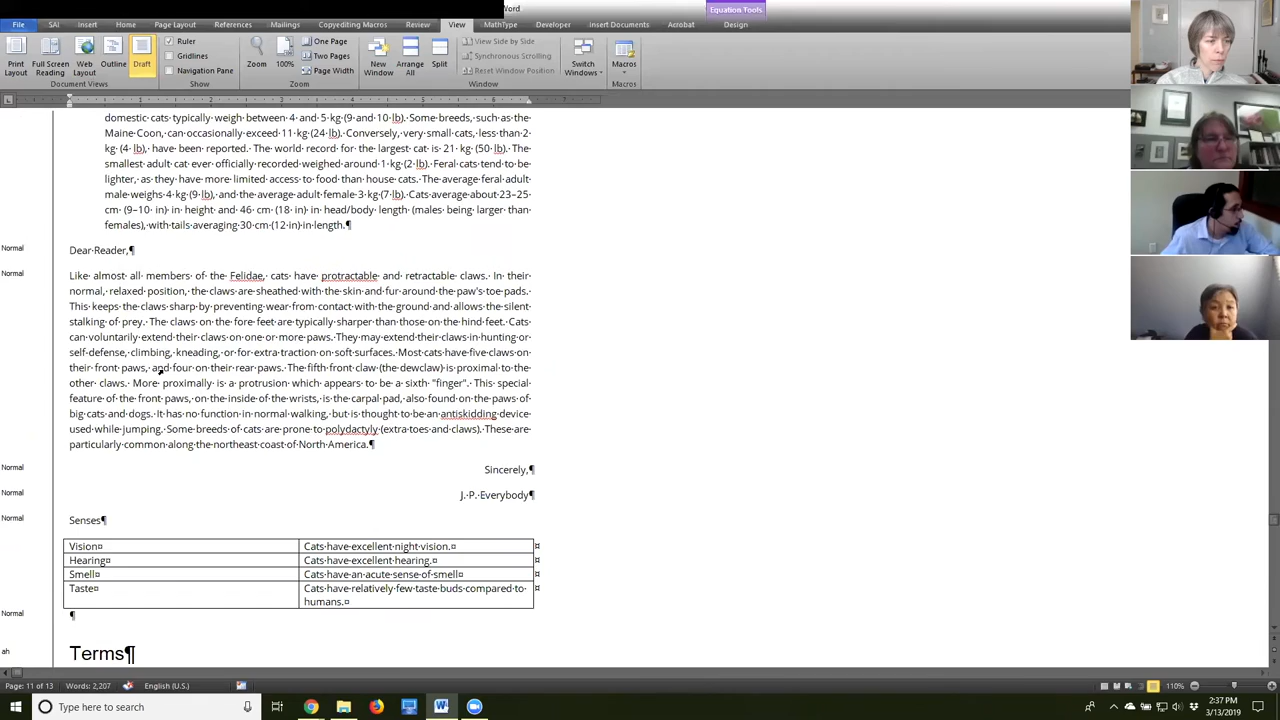 Word
Equation Tools
File
SAI
Insert
Home
Page Layout
References
Mailings
Copyediting Macros
Review
View
MathType
Developer
Insert Documents
Acrobat
Design
Print Layout
Full Screen Reading
Web Layout
Outline
Draft
Document Views
Ruler
Gridlines
Navigation Pane
Show
Zoom
100%
One Page
Two Pages
Page Width
Zoom
New Window
Arrange All
Split
View Side by Side
Synchronous Scrolling
Reset Window Position
Window
Switch Windows
Macros
Macros
domestic cats typically weigh between 4 and 5 kg (9 and 10 lb). Some breeds, such as the
Maine Coon, can occasionally exceed 11 kg (24 lb). Conversely, very small cats, less than 2
kg (4 lb), have been reported. The world record for the largest cat is 21 kg (50 lb). The
smallest adult cat ever officially recorded weighed around 1 kg (2 lb). Feral cats tend to be
lighter, as they have more limited access to food than house cats. The average feral adult
male weighs 4 kg (9 lb), and the average adult female 3 kg (7 lb). Cats average about 23–25
cm (9–10 in) in height and 46 cm (18 in) in head/body length (males being larger than
females), with tails averaging 30 cm (12 in) in length.¶
Normal
Dear Reader,¶
Normal
Like almost all members of the Felidae, cats have protractable and retractable claws. In their
normal, relaxed position, the claws are sheathed with the skin and fur around the paw's toe pads.
This keeps the claws sharp by preventing wear from contact with the ground and allows the silent
stalking of prey. The claws on the fore feet are typically sharper than those on the hind feet. Cats
can voluntarily extend their claws on one or more paws. They may extend their claws in hunting or
self-defense, climbing, kneading, or for extra traction on soft surfaces. Most cats have five claws on
their front paws, and four on their rear paws. The fifth front claw (the dewclaw) is proximal to the
other claws. More proximally is a protrusion which appears to be a sixth "finger". This special
feature of the front paws, on the inside of the wrists, is the carpal pad, also found on the paws of
big cats and dogs. It has no function in normal walking, but is thought to be an antiskidding device
used while jumping. Some breeds of cats are prone to polydactyly (extra toes and claws). These are
particularly common along the northeast coast of North America.¶
Normal
Sincerely,¶
Normal
J. P. Everybody¶
Normal
Senses¶
Vision¤ Cats have excellent night vision.¤ ¤
Hearing¤ Cats have excellent hearing.¤ ¤
Smell¤ Cats have an acute sense of smell¤ ¤
Taste¤ Cats have relatively few taste buds compared to ¤
humans.¤
Normal
¶
ah
Terms¶
Page: 11 of 13
Words: 2,207
English (U.S.)
110%
Type here to search
2:37 PM
3/13/2019